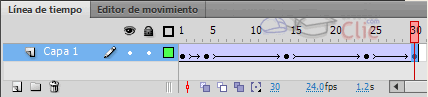 Línea de tiempo Editor de movimiento
1 5 10 15 20 25 30
Capa 1
30 24.0fps 1.2s